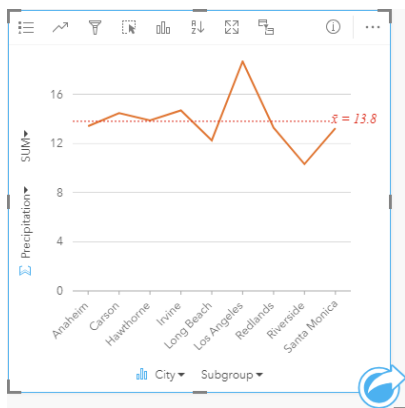 16
x̄ = 13.8
12
8
4
0
SUM
Precipitation
Anaheim
Carson
Hawthorne
Irvine
Long Beach
Los Angeles
Redlands
Riverside
Santa Monica
City Subgroup